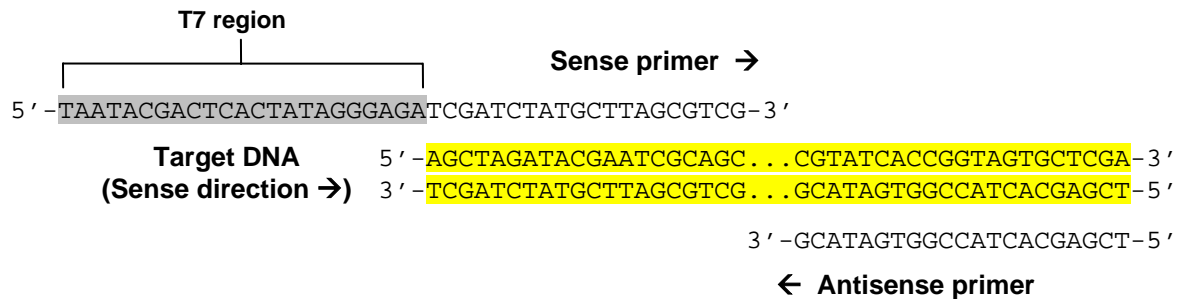 T7 region
Sense primer →
5′-TAATACGACTCACTATAGGGAGATCGATCTATGCTTAGCGTCG-3′
Target DNA 5′-AGCTAGATACGAATCGCAGC...CGTATCACCGGTAGTGCTCGA-3′
(Sense direction →) 3′-TCGATCTATGCTTAGCGTCG...GCATAGTGGCCATCACGAGCT-5′
3′-GCATAGTGGCCATCACGAGCT-5′
← Antisense primer